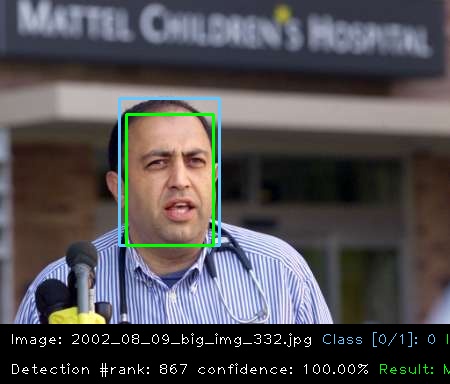 MATTEL CHILDREN'S HOSPITAL
Image: 2002_08_09_big_img_332.jpg Class [0/1]: 0
Detection #rank: 867 confidence: 100.00% Result: